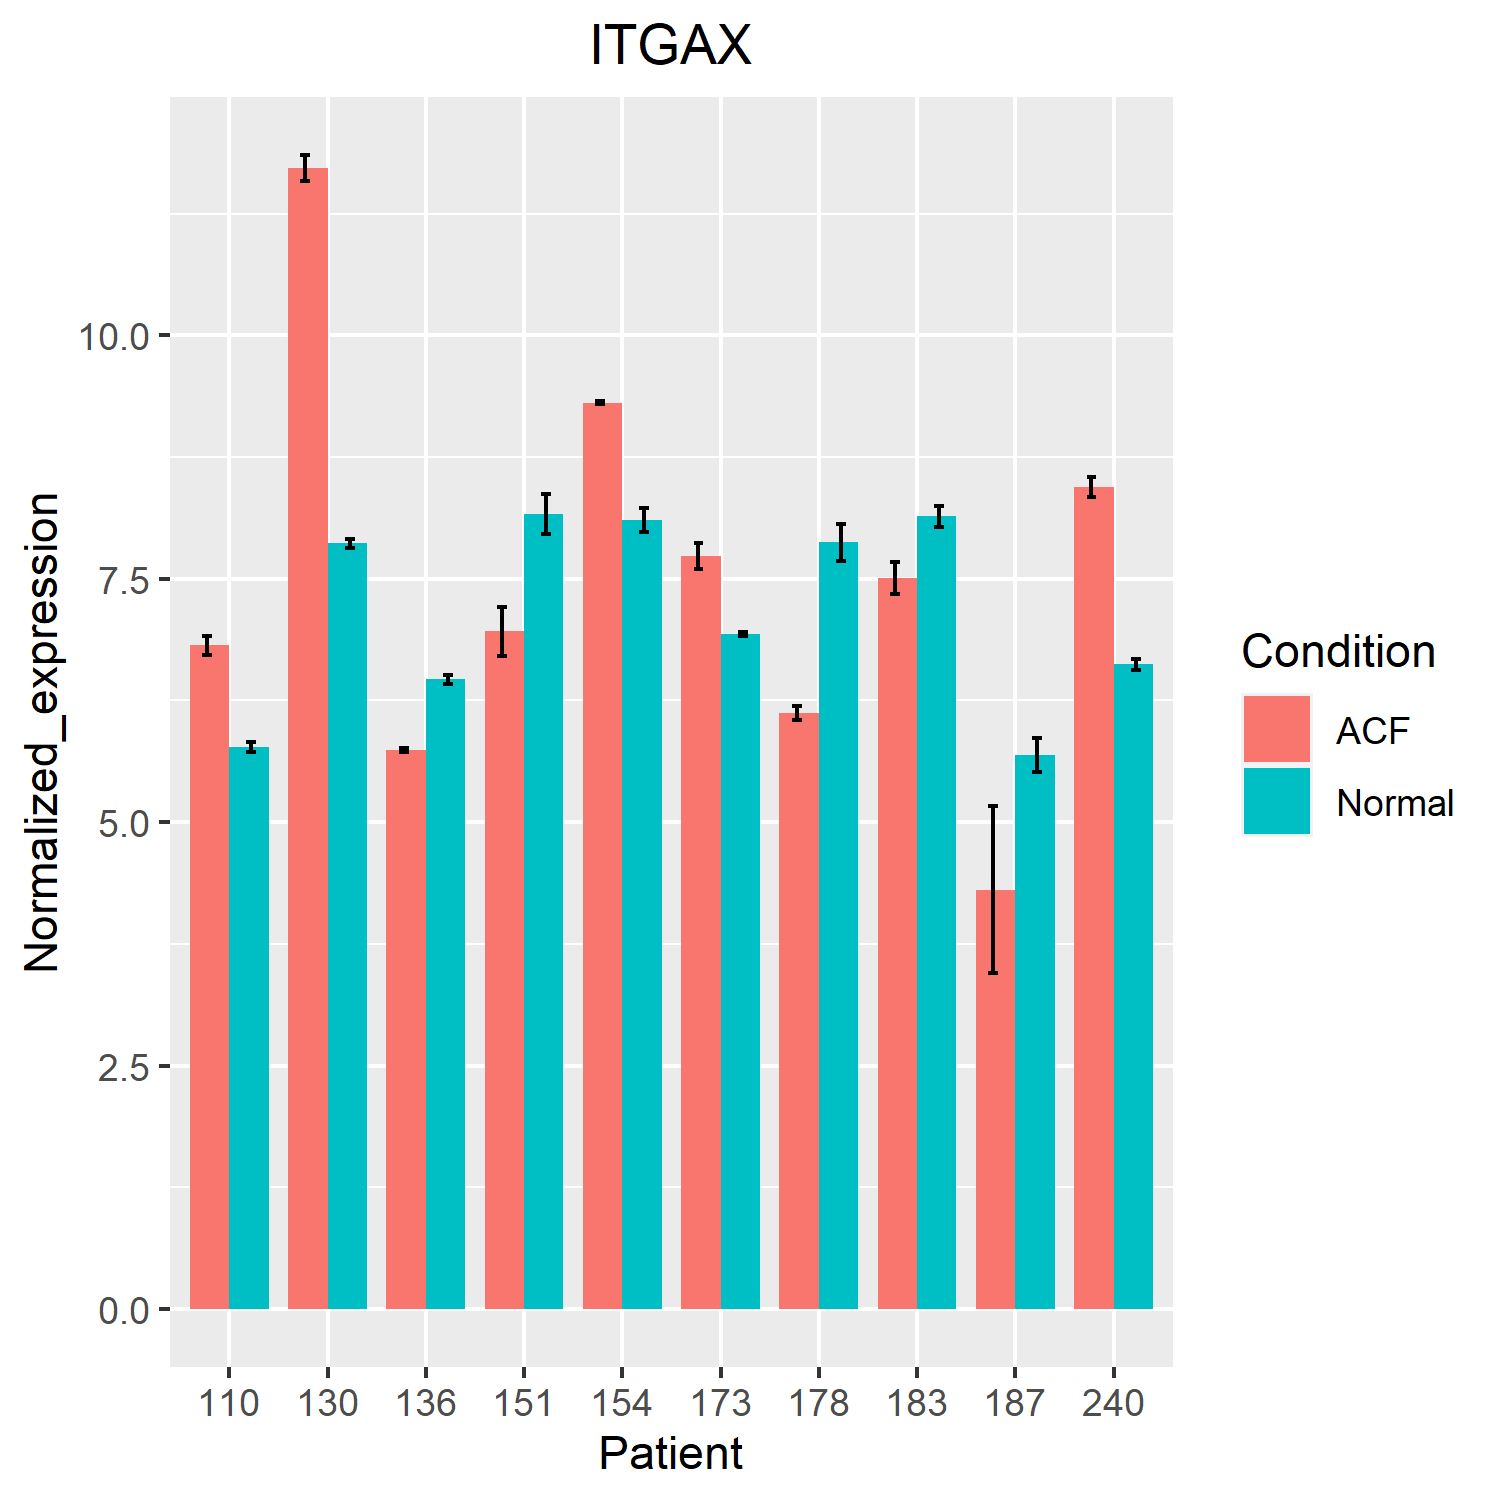 ITGAX
Normalized_expression
10.0
7.5
5.0
2.5
0.0
110 130 136 151 154 173 178 183 187 240
Patient
Condition
ACF
Normal